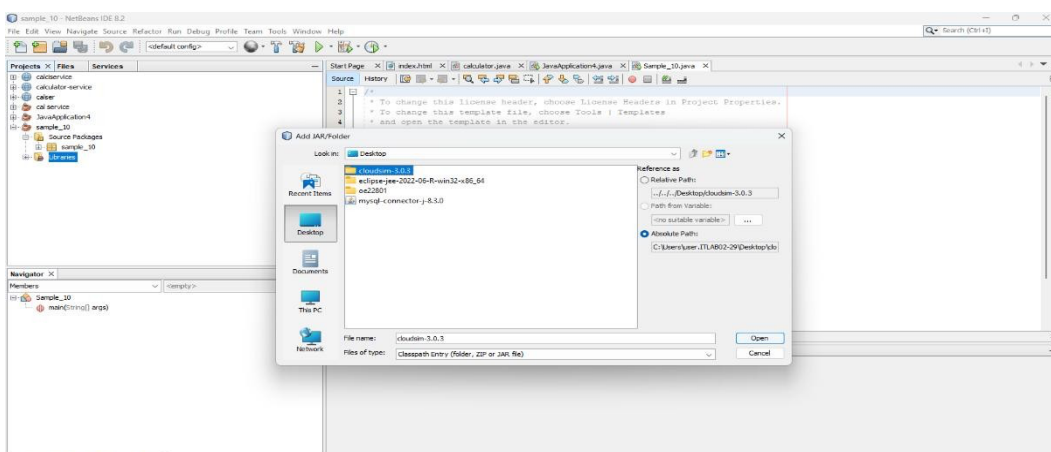 sample_10 - NetBeans IDE 8.2
File Edit View Navigate Source Refactor Run Debug Profile Team Tools Window Help
Search (Ctrl+I)
<default config>
Projects Files Services
Start Page index.html calculator.java JavaApplication4.java Sample_10.java
Source History
calciservice
calculator-service
calser
cal service
JavaApplication4
sample_10
Source Packages
sample_10
Libraries
1 /*
2 * To change this license header, choose License Headers in Project Properties.
3 * To change this template file, choose Tools | Templates
4 * and open the template in the editor.
Add JAR/Folder
Look in: Desktop
Recent Items
Desktop
Documents
This PC
Network
cloudsim-3.0.3
eclipse-jee-2022-06-R-win32-x86_64
oe22801
mysql-connector-j-8.3.0
Reference as
Relative Path:
../../../Desktop/cloudsim-3.0.3
Path from Variable:
<no suitable variable> ...
Absolute Path:
C:\Users\user.ITLAB02-29\Desktop\clo
File name: cloudsim-3.0.3 Open
Files of type: Classpath Entry (folder, ZIP or JAR file) Cancel
Navigator
Members <empty>
Sample_10
main(String[] args)